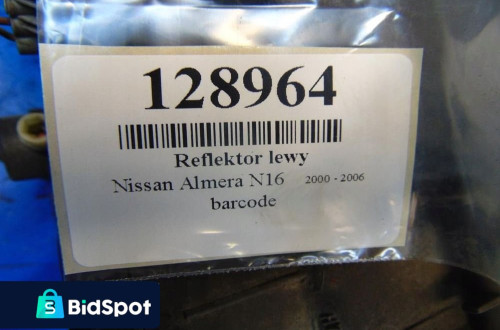 128964
Reflektor lewy
Nissan Almera N16 2000 - 2006
barcode
S
BidSpot